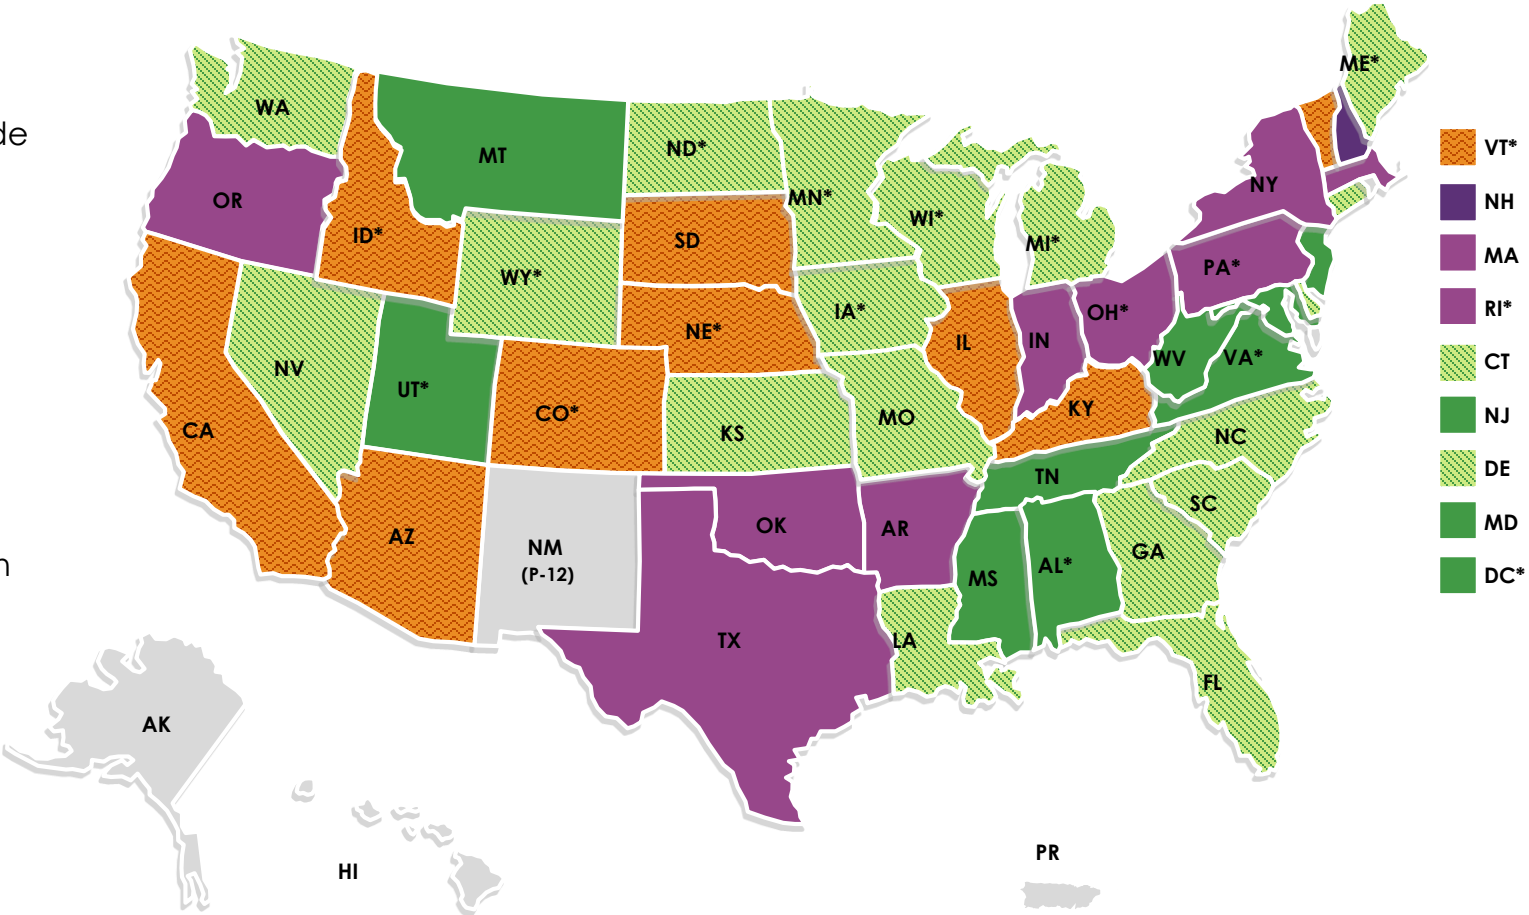 ME*
WA
de
VT*
ND*
MT
NY
MN*
OR
NH
WI*
ID*
SD
MI*
MA
PA*
WY*
RI*
IA*
OH*
NE*
IL
IN
WV
VA*
CT
NV
UT*
CO*
KY
MO
NJ
CA
KS
NC
DE
TN
SC
OK
AR
MD
AZ
GA
NM
(P-12)
n
AL*
MS
DC*
TX
LA
FL
AK
PR
HI